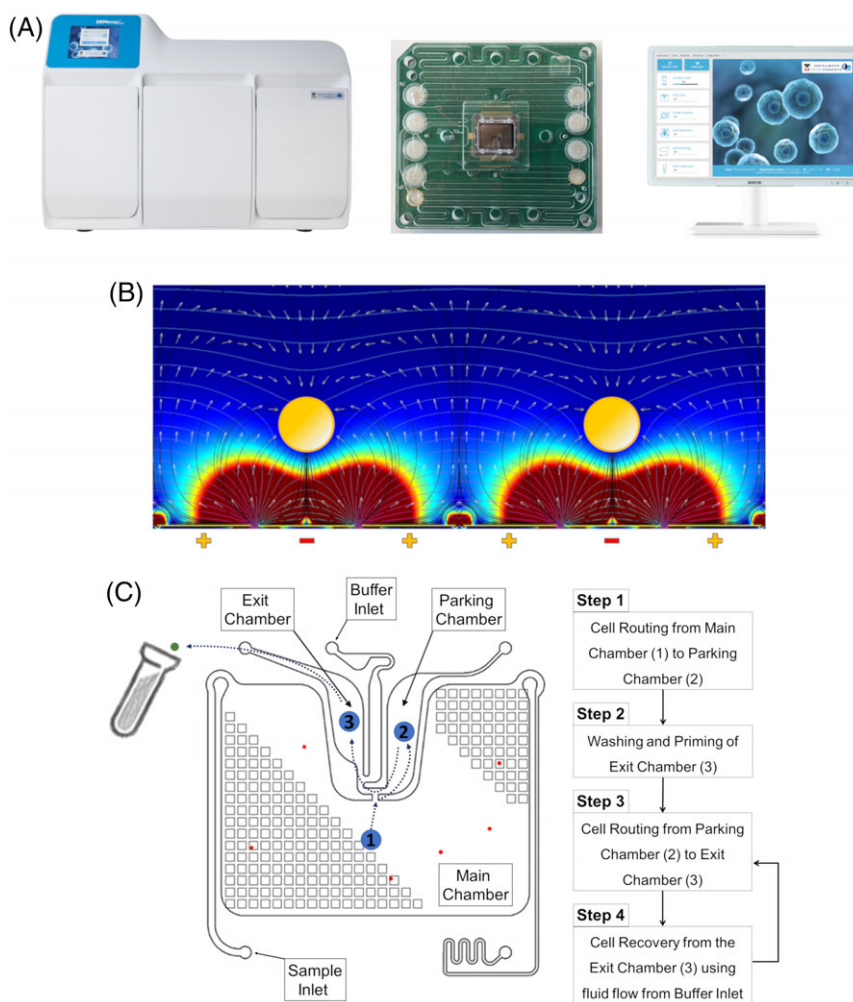 (A)
(B)
+ − + + − +
(C)
Exit
Chamber
Buffer
Inlet
Parking
Chamber
3
2
1
Main
Chamber
Sample
Inlet
Step 1
Cell Routing from Main
Chamber (1) to Parking
Chamber (2)
Step 2
Washing and Priming of
Exit Chamber (3)
Step 3
Cell Routing from Parking
Chamber (2) to Exit
Chamber (3)
Step 4
Cell Recovery from the
Exit Chamber (3) using
fluid flow from Buffer Inlet